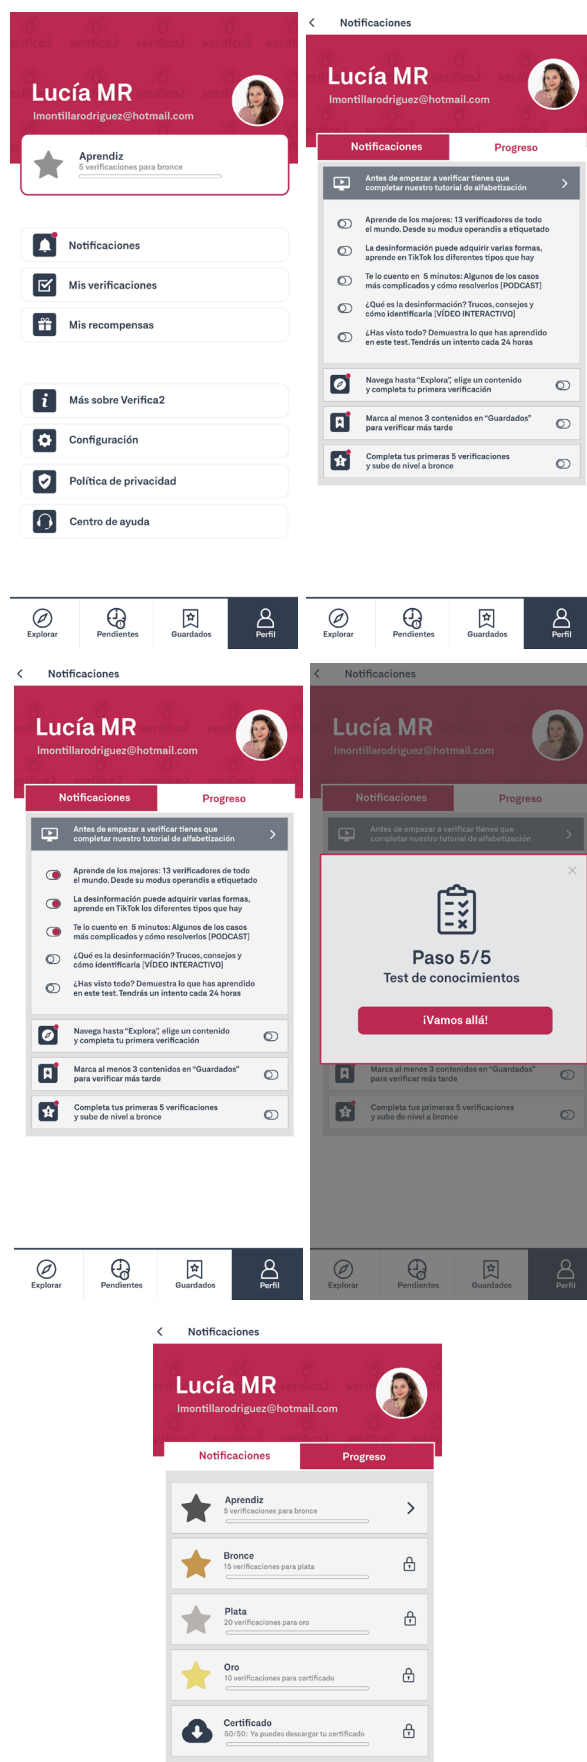 verifica2 verifica2 verifica2 verifica2
Lucía MR
lmontillarodriguez@hotmail.com
Aprendiz
5 verificaciones para bronce
Notificaciones
Mis verificaciones
Mis recompensas
Más sobre Verifica2
Configuración
Política de privacidad
Centro de ayuda
Explorar
Pendientes
Guardados
Perfil
Notificaciones
Lucía MR
lmontillarodriguez@hotmail.com
Notificaciones
Progreso
Antes de empezar a verificar tienes que
completar nuestro tutorial de alfabetización
Aprende de los mejores: 13 verificadores de todo
el mundo. Desde su modus operandis a etiquetado
La desinformación puede adquirir varias formas,
aprende en TikTok los diferentes tipos que hay
Te lo cuento en 5 minutos: Algunos de los casos
más complicados y cómo resolverlos [PODCAST]
¿Qué es la desinformación? Trucos, consejos y
cómo identificarla [VÍDEO INTERACTIVO]
¿Has visto todo? Demuestra lo que has aprendido
en este test. Tendrás un intento cada 24 horas
Navega hasta "Explora", elige un contenido
y completa tu primera verificación
Marca al menos 3 contenidos en "Guardados"
para verificar más tarde
Completa tus primeras 5 verificaciones
y sube de nivel a bronce
Explorar
Pendientes
Guardados
Perfil
Notificaciones
Lucía MR
lmontillarodriguez@hotmail.com
Notificaciones
Progreso
Antes de empezar a verificar tienes que
completar nuestro tutorial de alfabetización
Aprende de los mejores: 13 verificadores de todo
el mundo. Desde su modus operandis a etiquetado
La desinformación puede adquirir varias formas,
aprende en TikTok los diferentes tipos que hay
Te lo cuento en 5 minutos: Algunos de los casos
más complicados y cómo resolverlos [PODCAST]
¿Qué es la desinformación? Trucos, consejos y
cómo identificarla [VÍDEO INTERACTIVO]
¿Has visto todo? Demuestra lo que has aprendido
en este test. Tendrás un intento cada 24 horas
Navega hasta "Explora", elige un contenido
y completa tu primera verificación
Marca al menos 3 contenidos en "Guardados"
para verificar más tarde
Completa tus primeras 5 verificaciones
y sube de nivel a bronce
Explorar
Pendientes
Guardados
Perfil
Notificaciones
Lucía MR
lmontillarodriguez@hotmail.com
Notificaciones
Progreso
Antes de empezar a verificar tienes que
completar nuestro tutorial de alfabetización
Paso 5/5
Test de conocimientos
¡Vamos allá!
Marca al menos 3 contenidos en "Guardados"
para verificar más tarde
Completa tus primeras 5 verificaciones
y sube de nivel a bronce
Explorar
Pendientes
Guardados
Perfil
Notificaciones
Lucía MR
lmontillarodriguez@hotmail.com
Notificaciones
Progreso
Aprendiz
5 verificaciones para bronce
Bronce
15 verificaciones para plata
Plata
20 verificaciones para oro
Oro
10 verificaciones para certificado
Certificado
50/50: Ya puedes descargar tu certificado